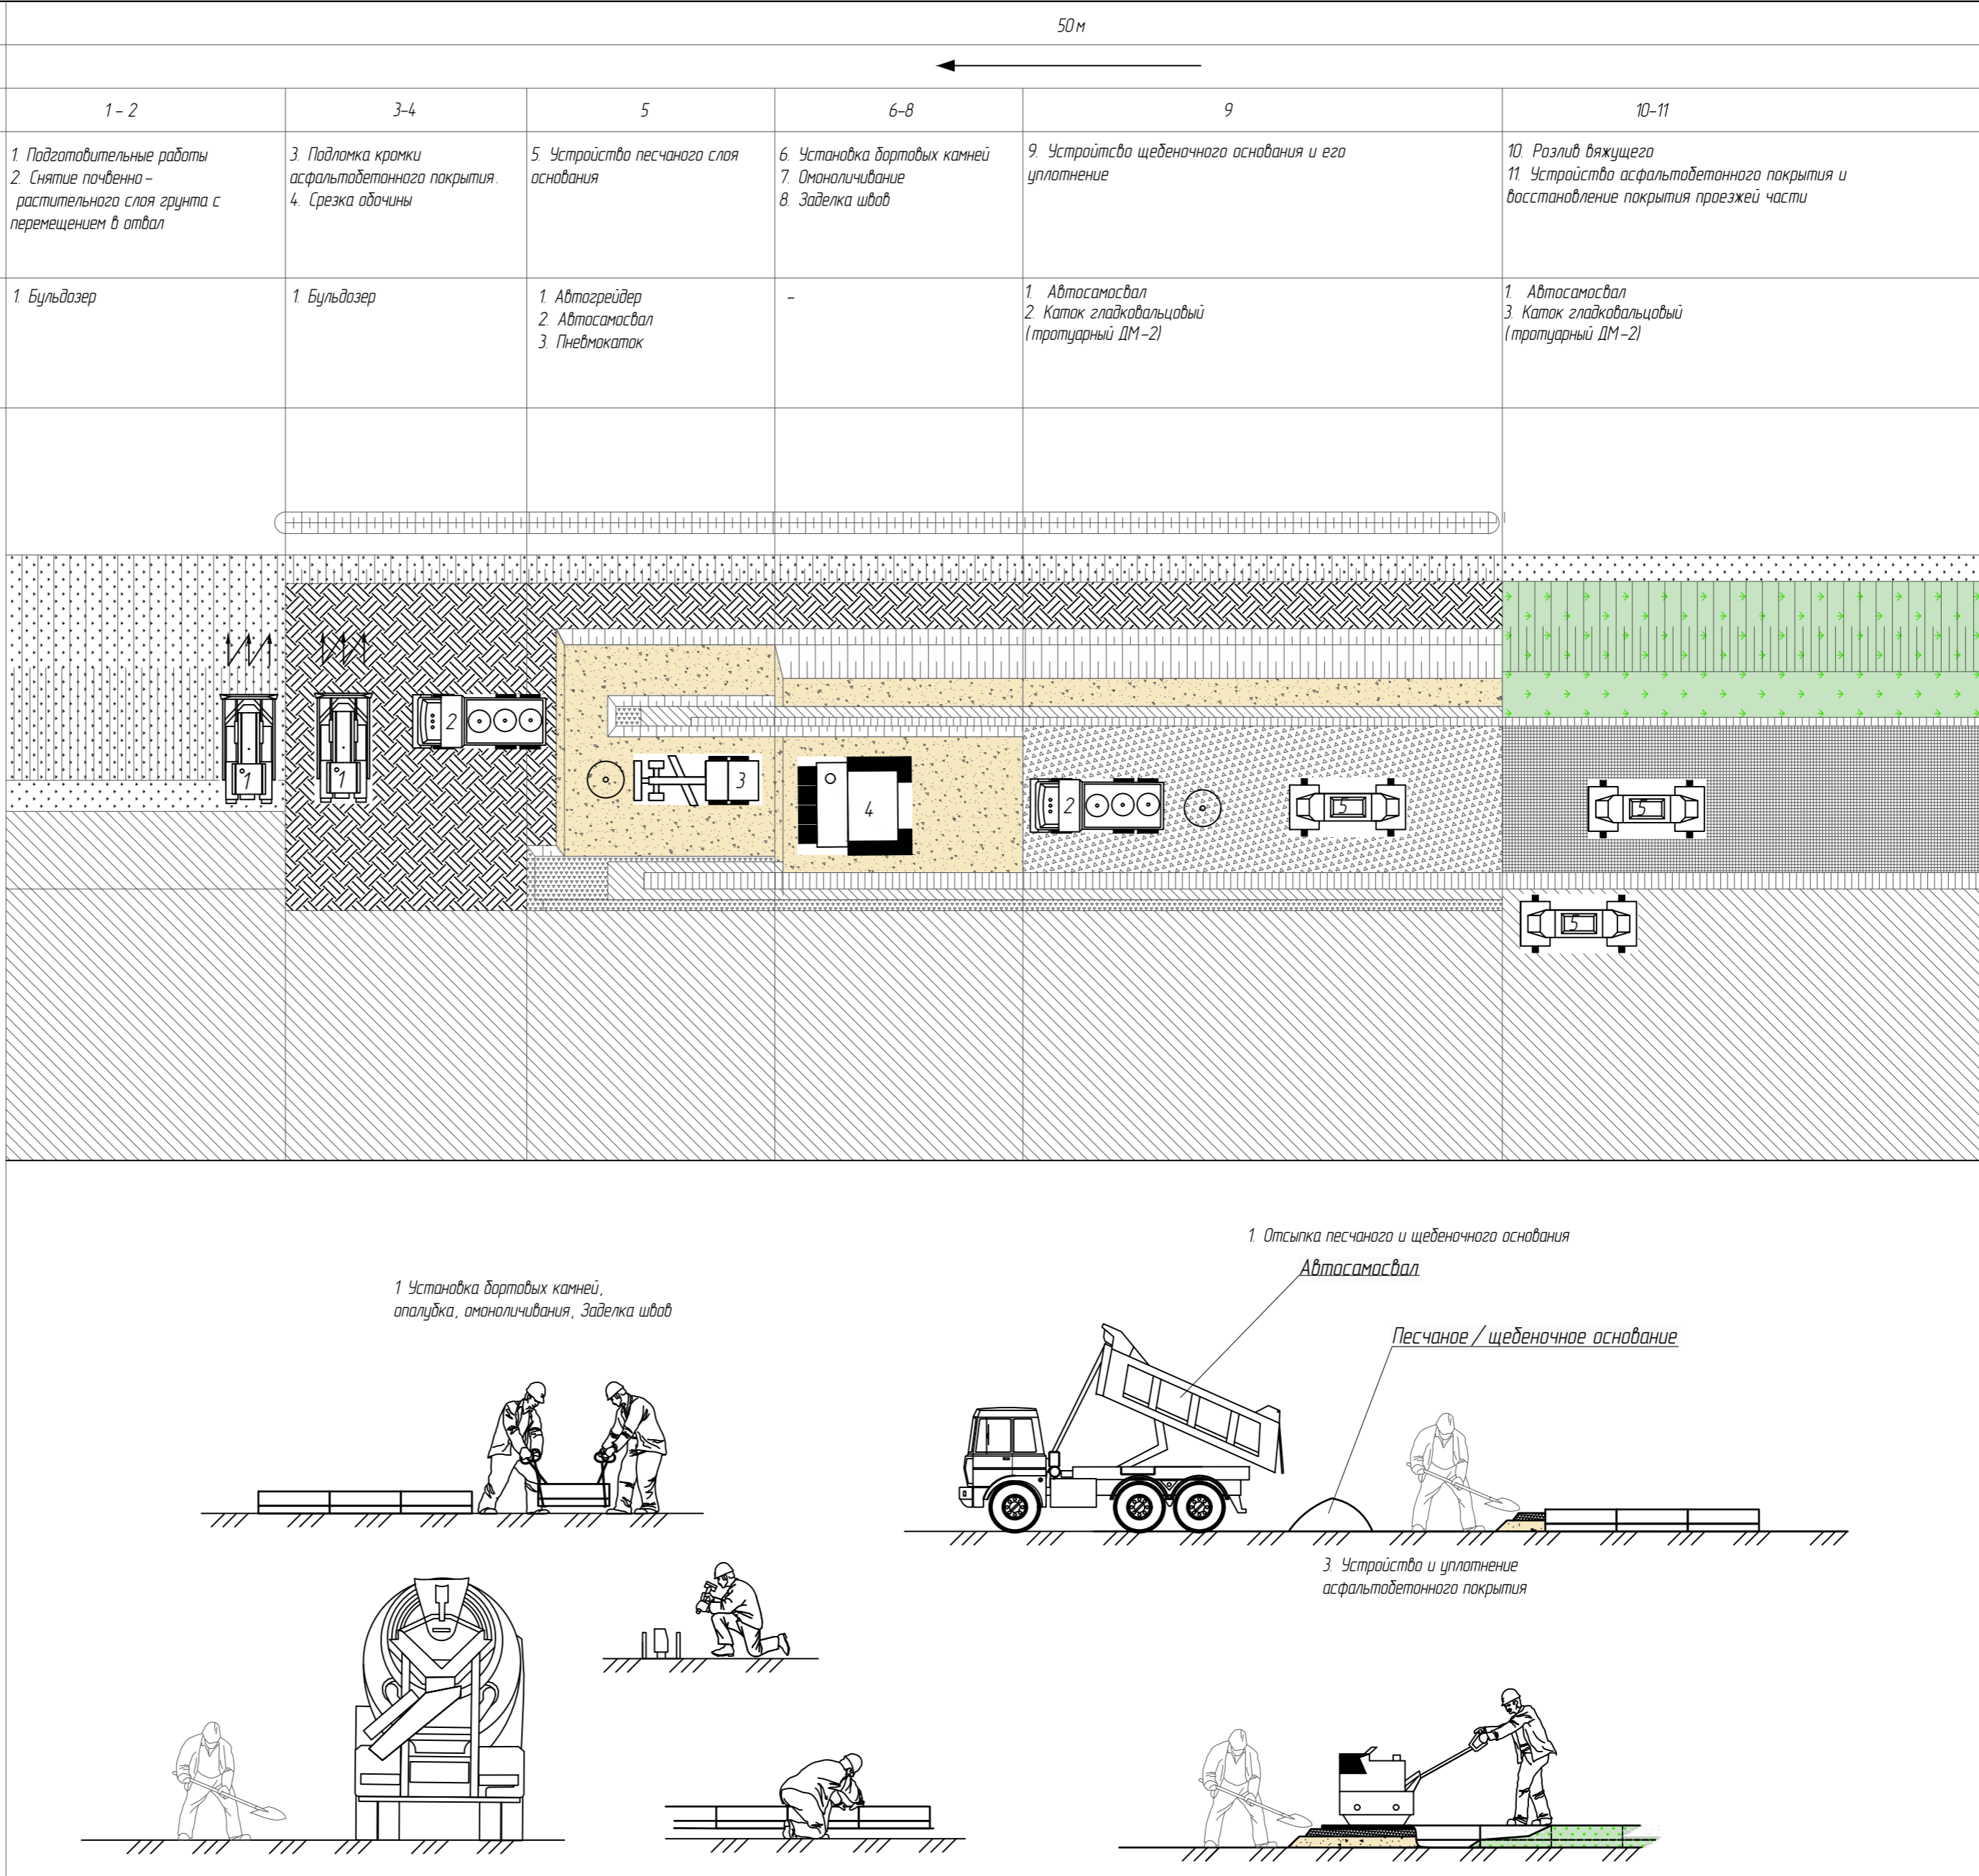 50 м
1 - 2
3-4
5
6-8
9
10-11
1. Подготовительные работы
2. Снятие почвенно -
растительного слоя грунта с
перемещением в отвал
3. Подломка кромки
асфальтобетонного покрытия.
4. Срезка обочины
5. Устройство песчаного слоя
основания
6. Установка бортовых камней
7. Омоноличивание
8. Заделка швов
9. Устроитсво щебеночного основания и его
уплотнение
10. Розлив вяжущего
11. Устройство асфальтобетонного покрытия и
восстановление покрытия проезжей части
1. Бульдозер
1. Бульдозер
1. Автогрейдер
2. Автосамосвал
3. Пневмокаток
-
1. Автосамосвал
2. Каток гладковальцовый
(тротуарный ДМ-2)
1. Автосамосвал
3. Каток гладковальцовый
(тротуарный ДМ-2)
1
1
2
3
4
2
5
5
5
1 Установка бортовых камней,
опалубка, омоноличивания, Заделка швов
1. Отсыпка песчаного и щебеночного основания
Автосамосвал
Песчаное / щебеночное основание
3. Устройство и уплотнение
асфальтобетонного покрытия